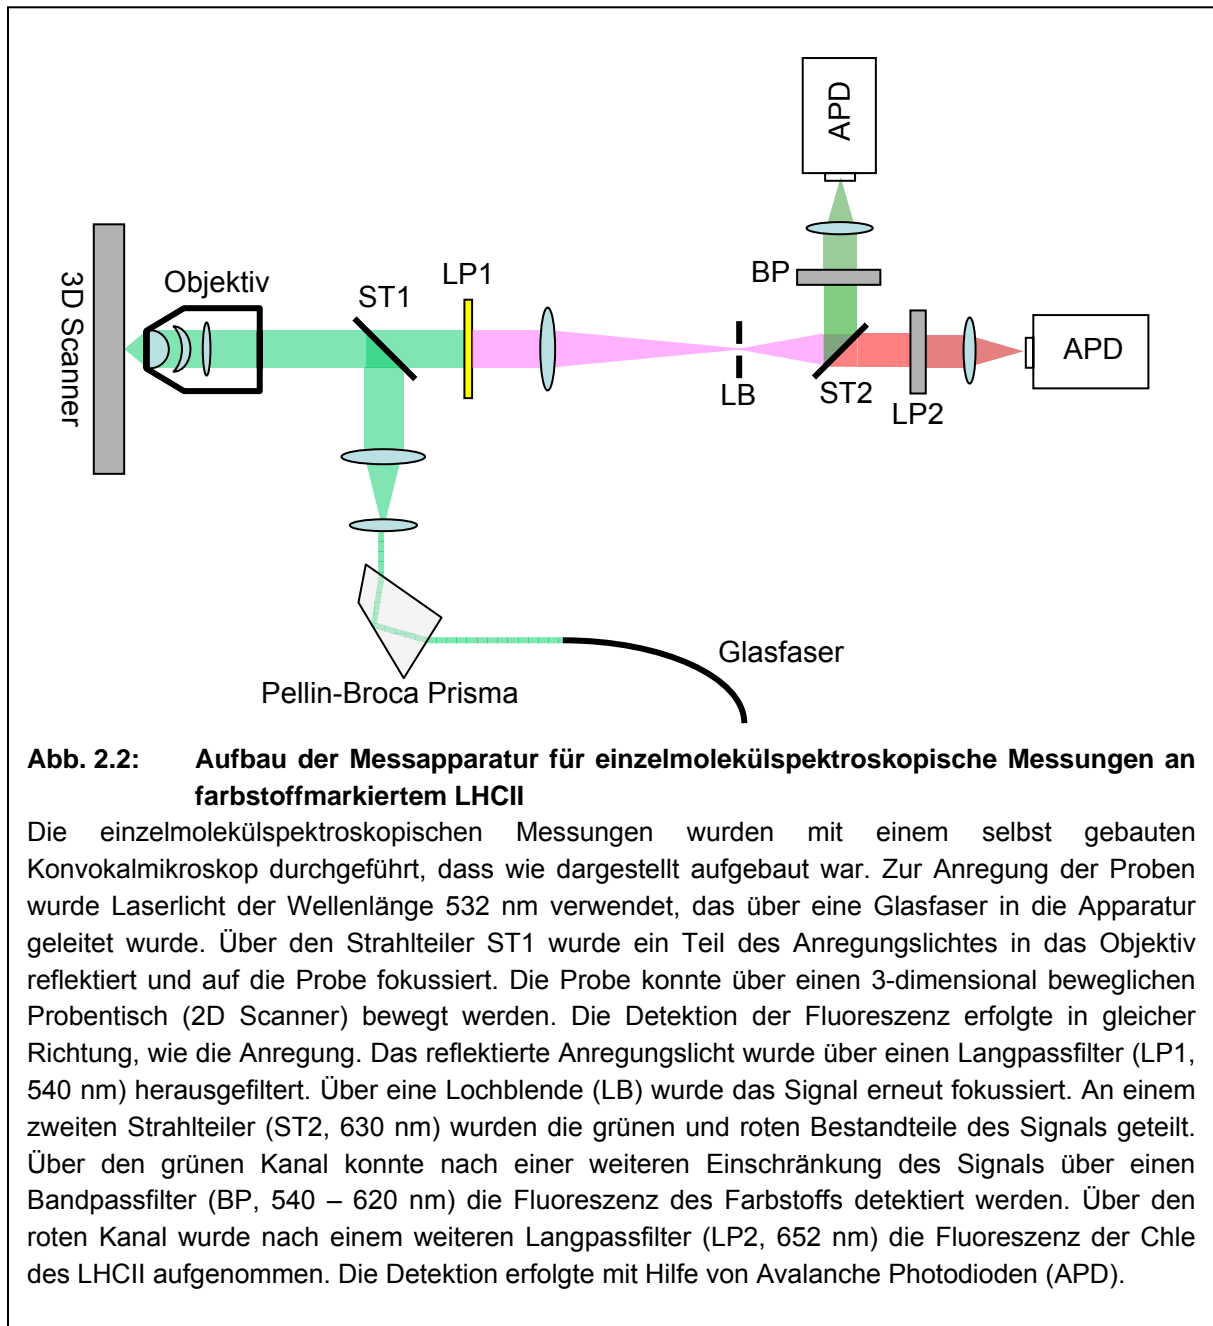 APD
BP
3D Scanner
Objektiv
ST1
LP1
LB
ST2
LP2
APD
Glasfaser
Pellin-Broca Prisma
Abb. 2.2: Aufbau der Messapparatur für einzelmolekülspektroskopische Messungen an
farbstoffmarkiertem LHCII
Die einzelmolekülspektroskopischen Messungen wurden mit einem selbst gebauten
Konvokalmikroskop durchgeführt, dass wie dargestellt aufgebaut war. Zur Anregung der Proben
wurde Laserlicht der Wellenlänge 532 nm verwendet, das über eine Glasfaser in die Apparatur
geleitet wurde. Über den Strahlteiler ST1 wurde ein Teil des Anregungslichtes in das Objektiv
reflektiert und auf die Probe fokussiert. Die Probe konnte über einen 3-dimensional beweglichen
Probentisch (2D Scanner) bewegt werden. Die Detektion der Fluoreszenz erfolgte in gleicher
Richtung, wie die Anregung. Das reflektierte Anregungslicht wurde über einen Langpassfilter (LP1,
540 nm) herausgefiltert. Über eine Lochblende (LB) wurde das Signal erneut fokussiert. An einem
zweiten Strahlteiler (ST2, 630 nm) wurden die grünen und roten Bestandteile des Signals geteilt.
Über den grünen Kanal konnte nach einer weiteren Einschränkung des Signals über einen
Bandpassfilter (BP, 540 – 620 nm) die Fluoreszenz des Farbstoffs detektiert werden. Über den
roten Kanal wurde nach einem weiteren Langpassfilter (LP2, 652 nm) die Fluoreszenz der Chle
des LHCII aufgenommen. Die Detektion erfolgte mit Hilfe von Avalanche Photodioden (APD).